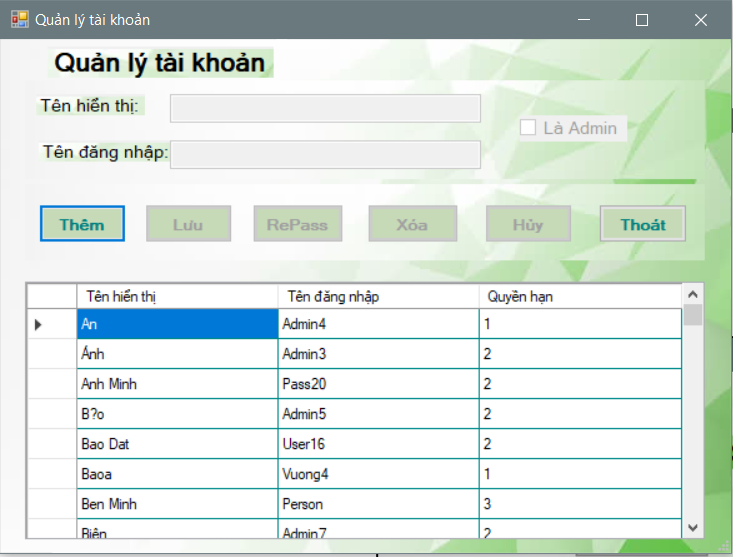 Quản lý tài khoản
Quản lý tài khoản
Tên hiển thị:
Là Admin
Tên đăng nhập:
Thêm Lưu RePass Xóa Hủy Thoát
Tên hiển thị Tên đăng nhập Quyền hạn
An Admin4 1
Ánh Admin3 2
Anh Minh Pass20 2
B?o Admin5 2
Bao Dat User16 2
Baoa Vuong4 1
Ben Minh Person 3
Biên Admin7 2